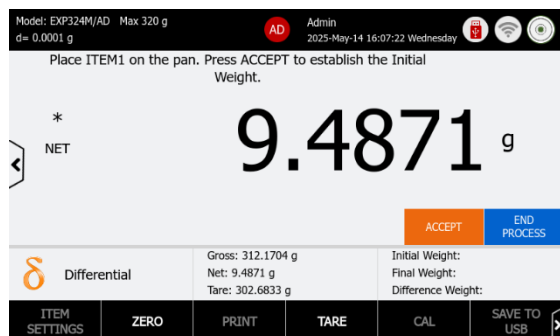 Model: EXP324M/AD Max 320 g
d= 0.0001 g
AD
Admin
2025-May-14 16:07:22 Wednesday
Place ITEM1 on the pan. Press ACCEPT to establish the Initial
Weight.
*
NET
9.4871 g
ACCEPT
END
PROCESS
δ
Differential
Gross: 312.1704 g
Net: 9.4871 g
Tare: 302.6833 g
Initial Weight:
Final Weight:
Difference Weight:
ITEM
SETTINGS
ZERO
PRINT
TARE
CAL
SAVE TO
USB